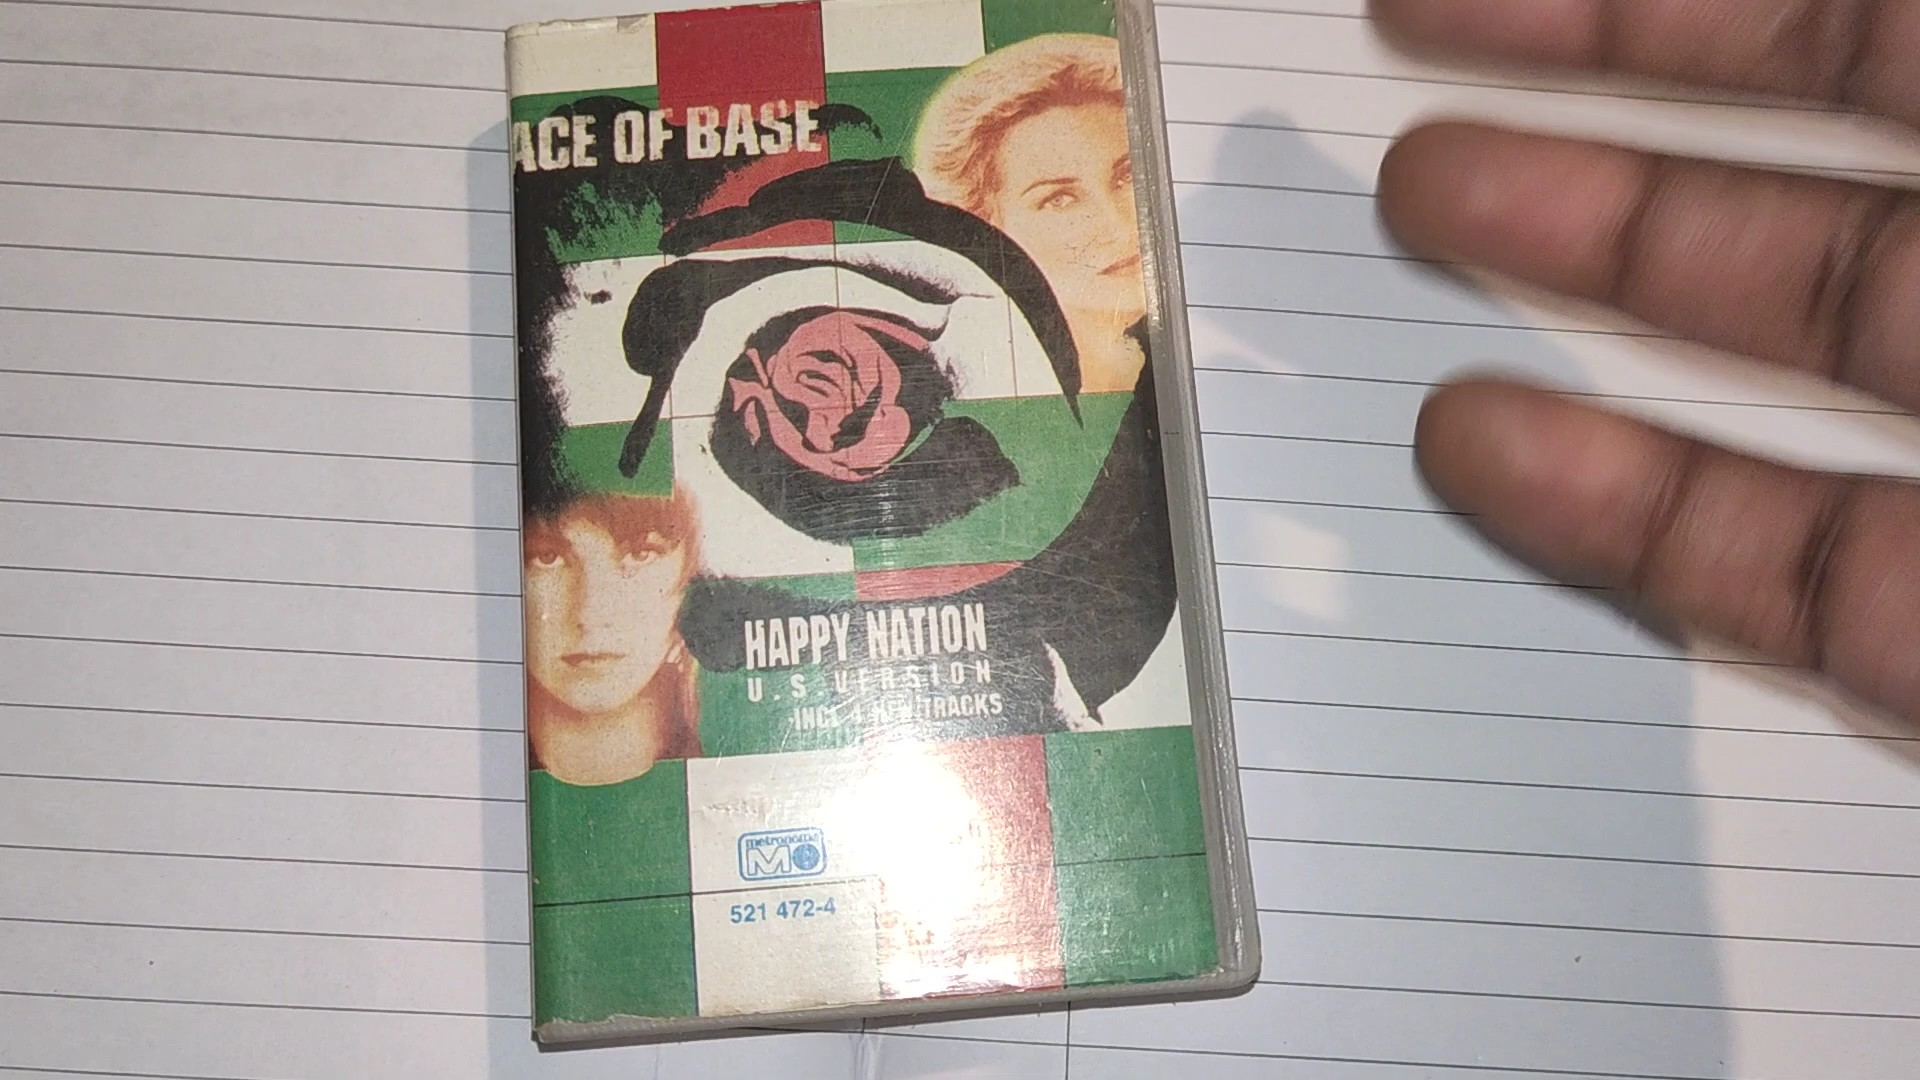 ACE OF BASE
HAPPY NATION
U.S. VERSION
INCL 4 NEW TRACKS
metronome
M
521 472-4